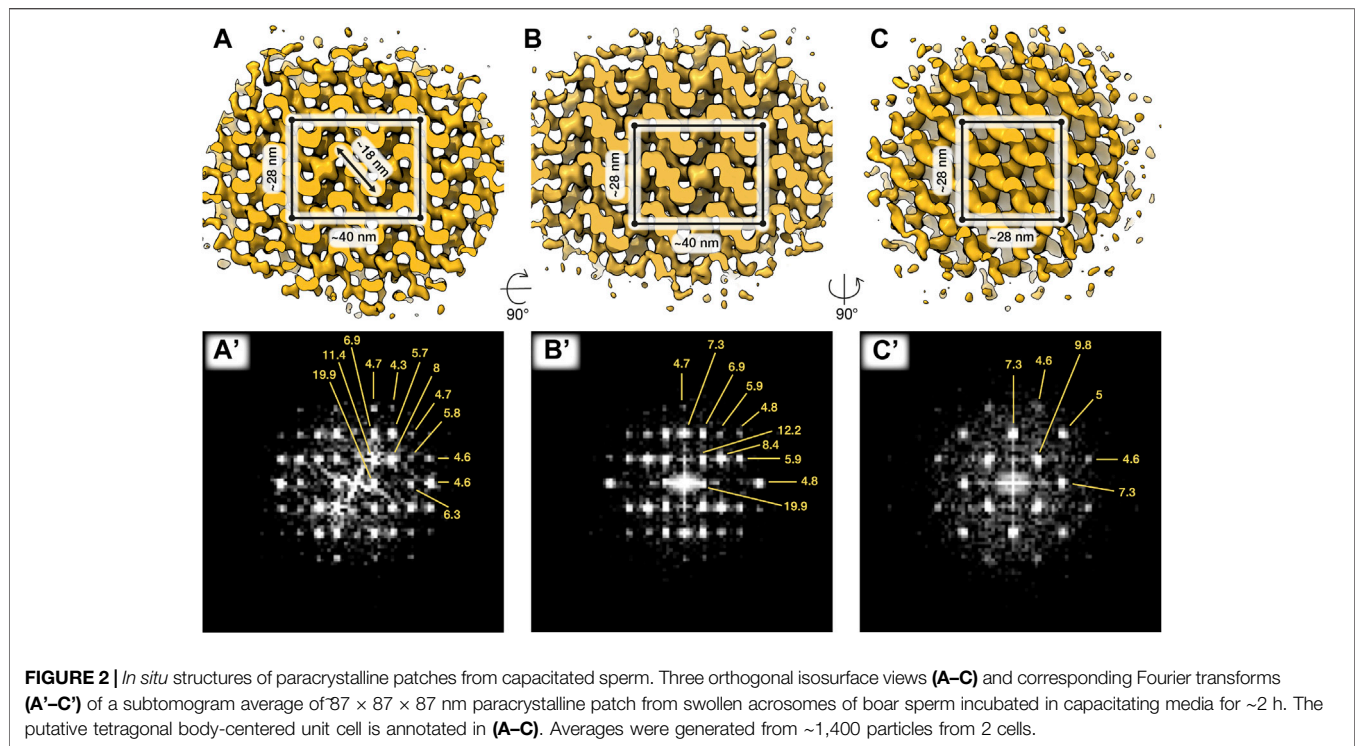 A
B
C
~28 nm
~18 nm
~40 nm
~28 nm
~40 nm
~28 nm
~28 nm
90°
90°
A'
6.9
11.4
19.9
4.7
4.3
5.7
8
4.7
5.8
4.6
4.6
6.3
B'
4.7
7.3
6.9
5.9
4.8
12.2
8.4
5.9
4.8
19.9
C'
7.3
4.6
9.8
5
4.6
7.3
FIGURE 2 | In situ structures of paracrystalline patches from capacitated sperm. Three orthogonal isosurface views (A–C) and corresponding Fourier transforms
(A'–C') of a subtomogram average of ~87 × 87 × 87 nm paracrystalline patch from swollen acrosomes of boar sperm incubated in capacitating media for ~2 h. The
putative tetragonal body-centered unit cell is annotated in (A–C). Averages were generated from ~1,400 particles from 2 cells.